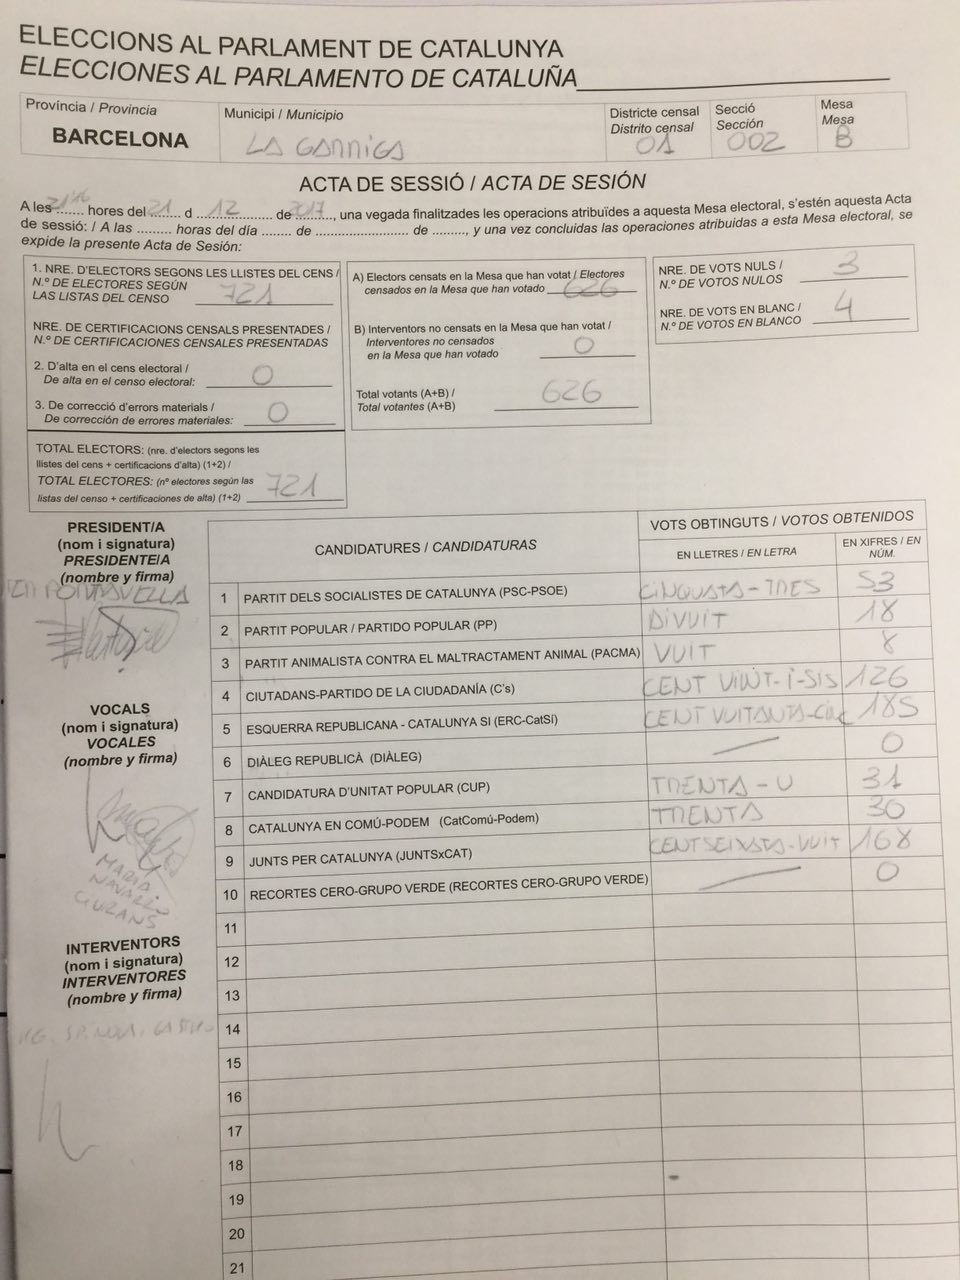 ELECCIONS AL PARLAMENT DE CATALUNYA
ELECCIONES AL PARLAMENTO DE CATALUÑA
Província / Provincia
BARCELONA
Municipi / Municipio
LA GARRIGA
Districte censal
Distrito censal
01
Secció
Sección
002
Mesa
Mesa
B
ACTA DE SESSIÓ / ACTA DE SESIÓN
A les ....... hores del 21 d 12 de 2017, una vegada finalitzades les operacions atribuïdes a aquesta Mesa electoral, s'estén aquesta Acta
de sessió: / A las ......... horas del día ........ de ........................ de ........., y una vez concluidas las operaciones atribuidas a esta Mesa electoral, se
expide la presente Acta de Sesión:
1. NRE. D'ELECTORS SEGONS LES LLISTES DEL CENS /
N.º DE ELECTORES SEGÚN
LAS LISTAS DEL CENSO 721
NRE. DE CERTIFICACIONS CENSALS PRESENTADES /
N.º DE CERTIFICACIONES CENSALES PRESENTADAS
2. D'alta en el cens electoral /
De alta en el censo electoral: 0
3. De correcció d'errors materials /
De corrección de errores materiales: 0
TOTAL ELECTORS: (nre. d'electors segons les
llistes del cens + certificacions d'alta) (1+2) /
TOTAL ELECTORES: (nº electores según las
listas del censo + certificaciones de alta) (1+2) 721
A) Electors censats en la Mesa que han votat / Electores
censados en la Mesa que han votado 626
B) Interventors no censats en la Mesa que han votat /
Interventores no censados
en la Mesa que han votado 0
Total votants (A+B) /
Total votantes (A+B) 626
NRE. DE VOTS NULS /
N.º DE VOTOS NULOS 3
NRE. DE VOTS EN BLANC /
N.º DE VOTOS EN BLANCO 4
PRESIDENT/A
(nom i signatura)
PRESIDENTE/A
(nombre y firma)
VOCALS
(nom i signatura)
VOCALES
(nombre y firma)
MARIA
NAVARRO
INTERVENTORS
(nom i signatura)
INTERVENTORES
(nombre y firma)
CANDIDATURES / CANDIDATURAS
VOTS OBTINGUTS / VOTOS OBTENIDOS
EN LLETRES / EN LETRA
EN XIFRES / EN
NÚM.
1 PARTIT DELS SOCIALISTES DE CATALUNYA (PSC-PSOE) CINQUANTA-TRES 53
2 PARTIT POPULAR / PARTIDO POPULAR (PP) DIVUIT 18
3 PARTIT ANIMALISTA CONTRA EL MALTRACTAMENT ANIMAL (PACMA) VUIT 8
4 CIUTADANS-PARTIDO DE LA CIUDADANÍA (C's) CENT VINT-I-SIS 126
5 ESQUERRA REPUBLICANA - CATALUNYA SI (ERC-CatSí) CENT VUITANTA-CINC 185
6 DIÀLEG REPUBLICÀ (DIÀLEG) 0
7 CANDIDATURA D'UNITAT POPULAR (CUP) TRENTA-U 31
8 CATALUNYA EN COMÚ-PODEM (CatComú-Podem) TRENTA 30
9 JUNTS PER CATALUNYA (JUNTSxCAT) CENT SEIXANTA-VUIT 168
10 RECORTES CERO-GRUPO VERDE (RECORTES CERO-GRUPO VERDE) 0
11
12
13
14
15
16
17
18
19
20
21